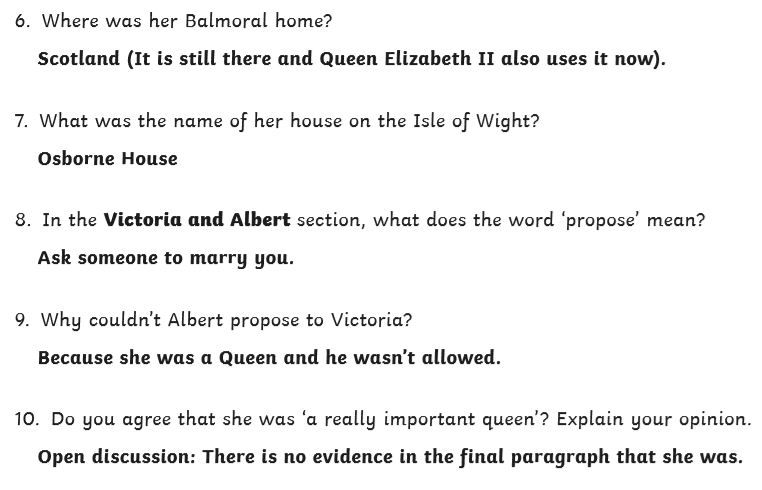 6. Where was her Balmoral home?
Scotland (It is still there and Queen Elizabeth II also uses it now).
7. What was the name of her house on the Isle of Wight?
Osborne House
8. In the Victoria and Albert section, what does the word ‘propose’ mean?
Ask someone to marry you.
9. Why couldn’t Albert propose to Victoria?
Because she was a Queen and he wasn’t allowed.
10. Do you agree that she was ‘a really important queen’? Explain your opinion.
Open discussion: There is no evidence in the final paragraph that she was.